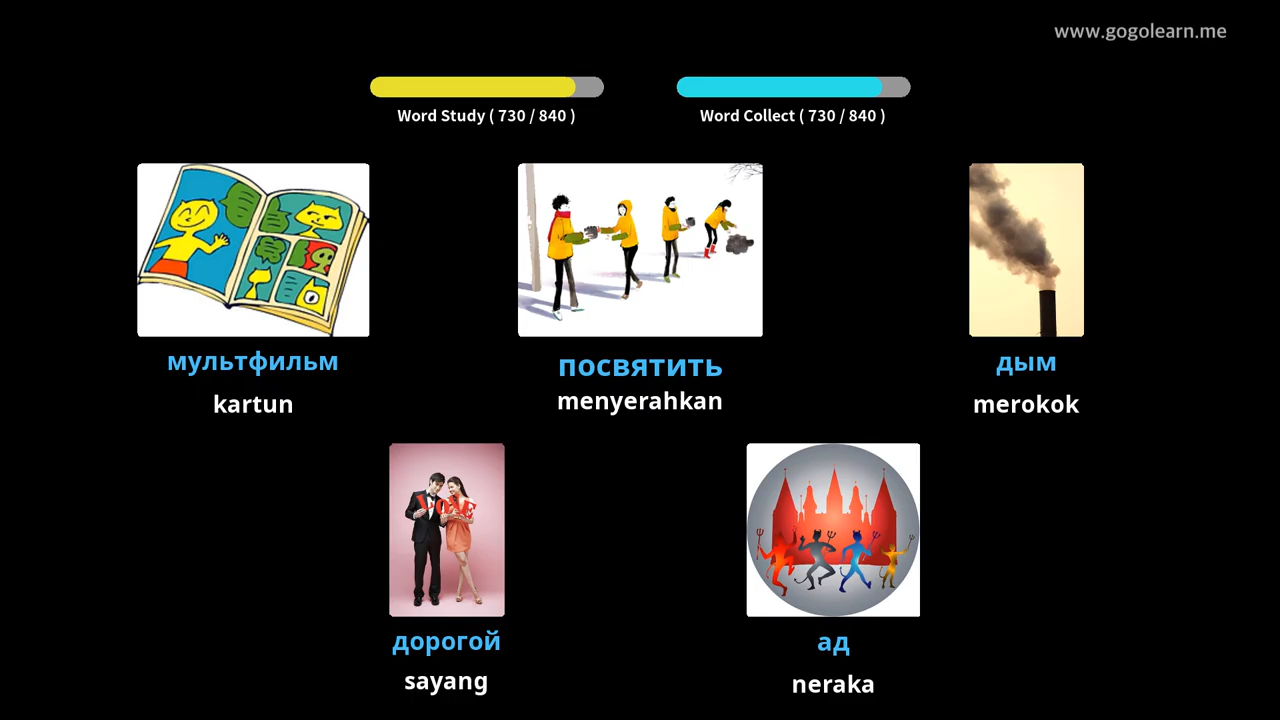 www.gogolearn.me
Word Study ( 730 / 840 )
Word Collect ( 730 / 840 )
мультфильм
kartun
посвятить
menyerahkan
дым
merokok
дорогой
sayang
ад
neraka